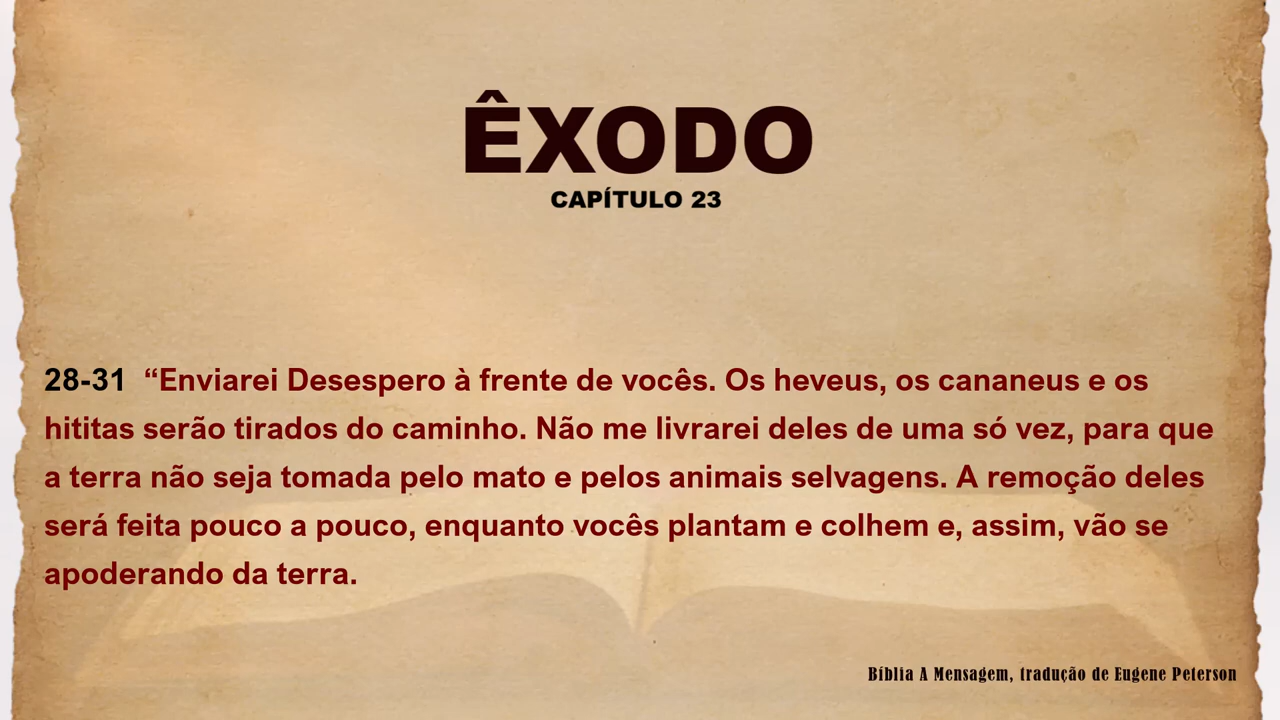 ÊXODO
CAPÍTULO 23
28-31 “Enviarei Desespero à frente de vocês. Os heveus, os cananeus e os
hititas serão tirados do caminho. Não me livrarei deles de uma só vez, para que
a terra não seja tomada pelo mato e pelos animais selvagens. A remoção deles
será feita pouco a pouco, enquanto vocês plantam e colhem e, assim, vão se
apoderando da terra.
Bíblia A Mensagem, tradução de Eugene Peterson